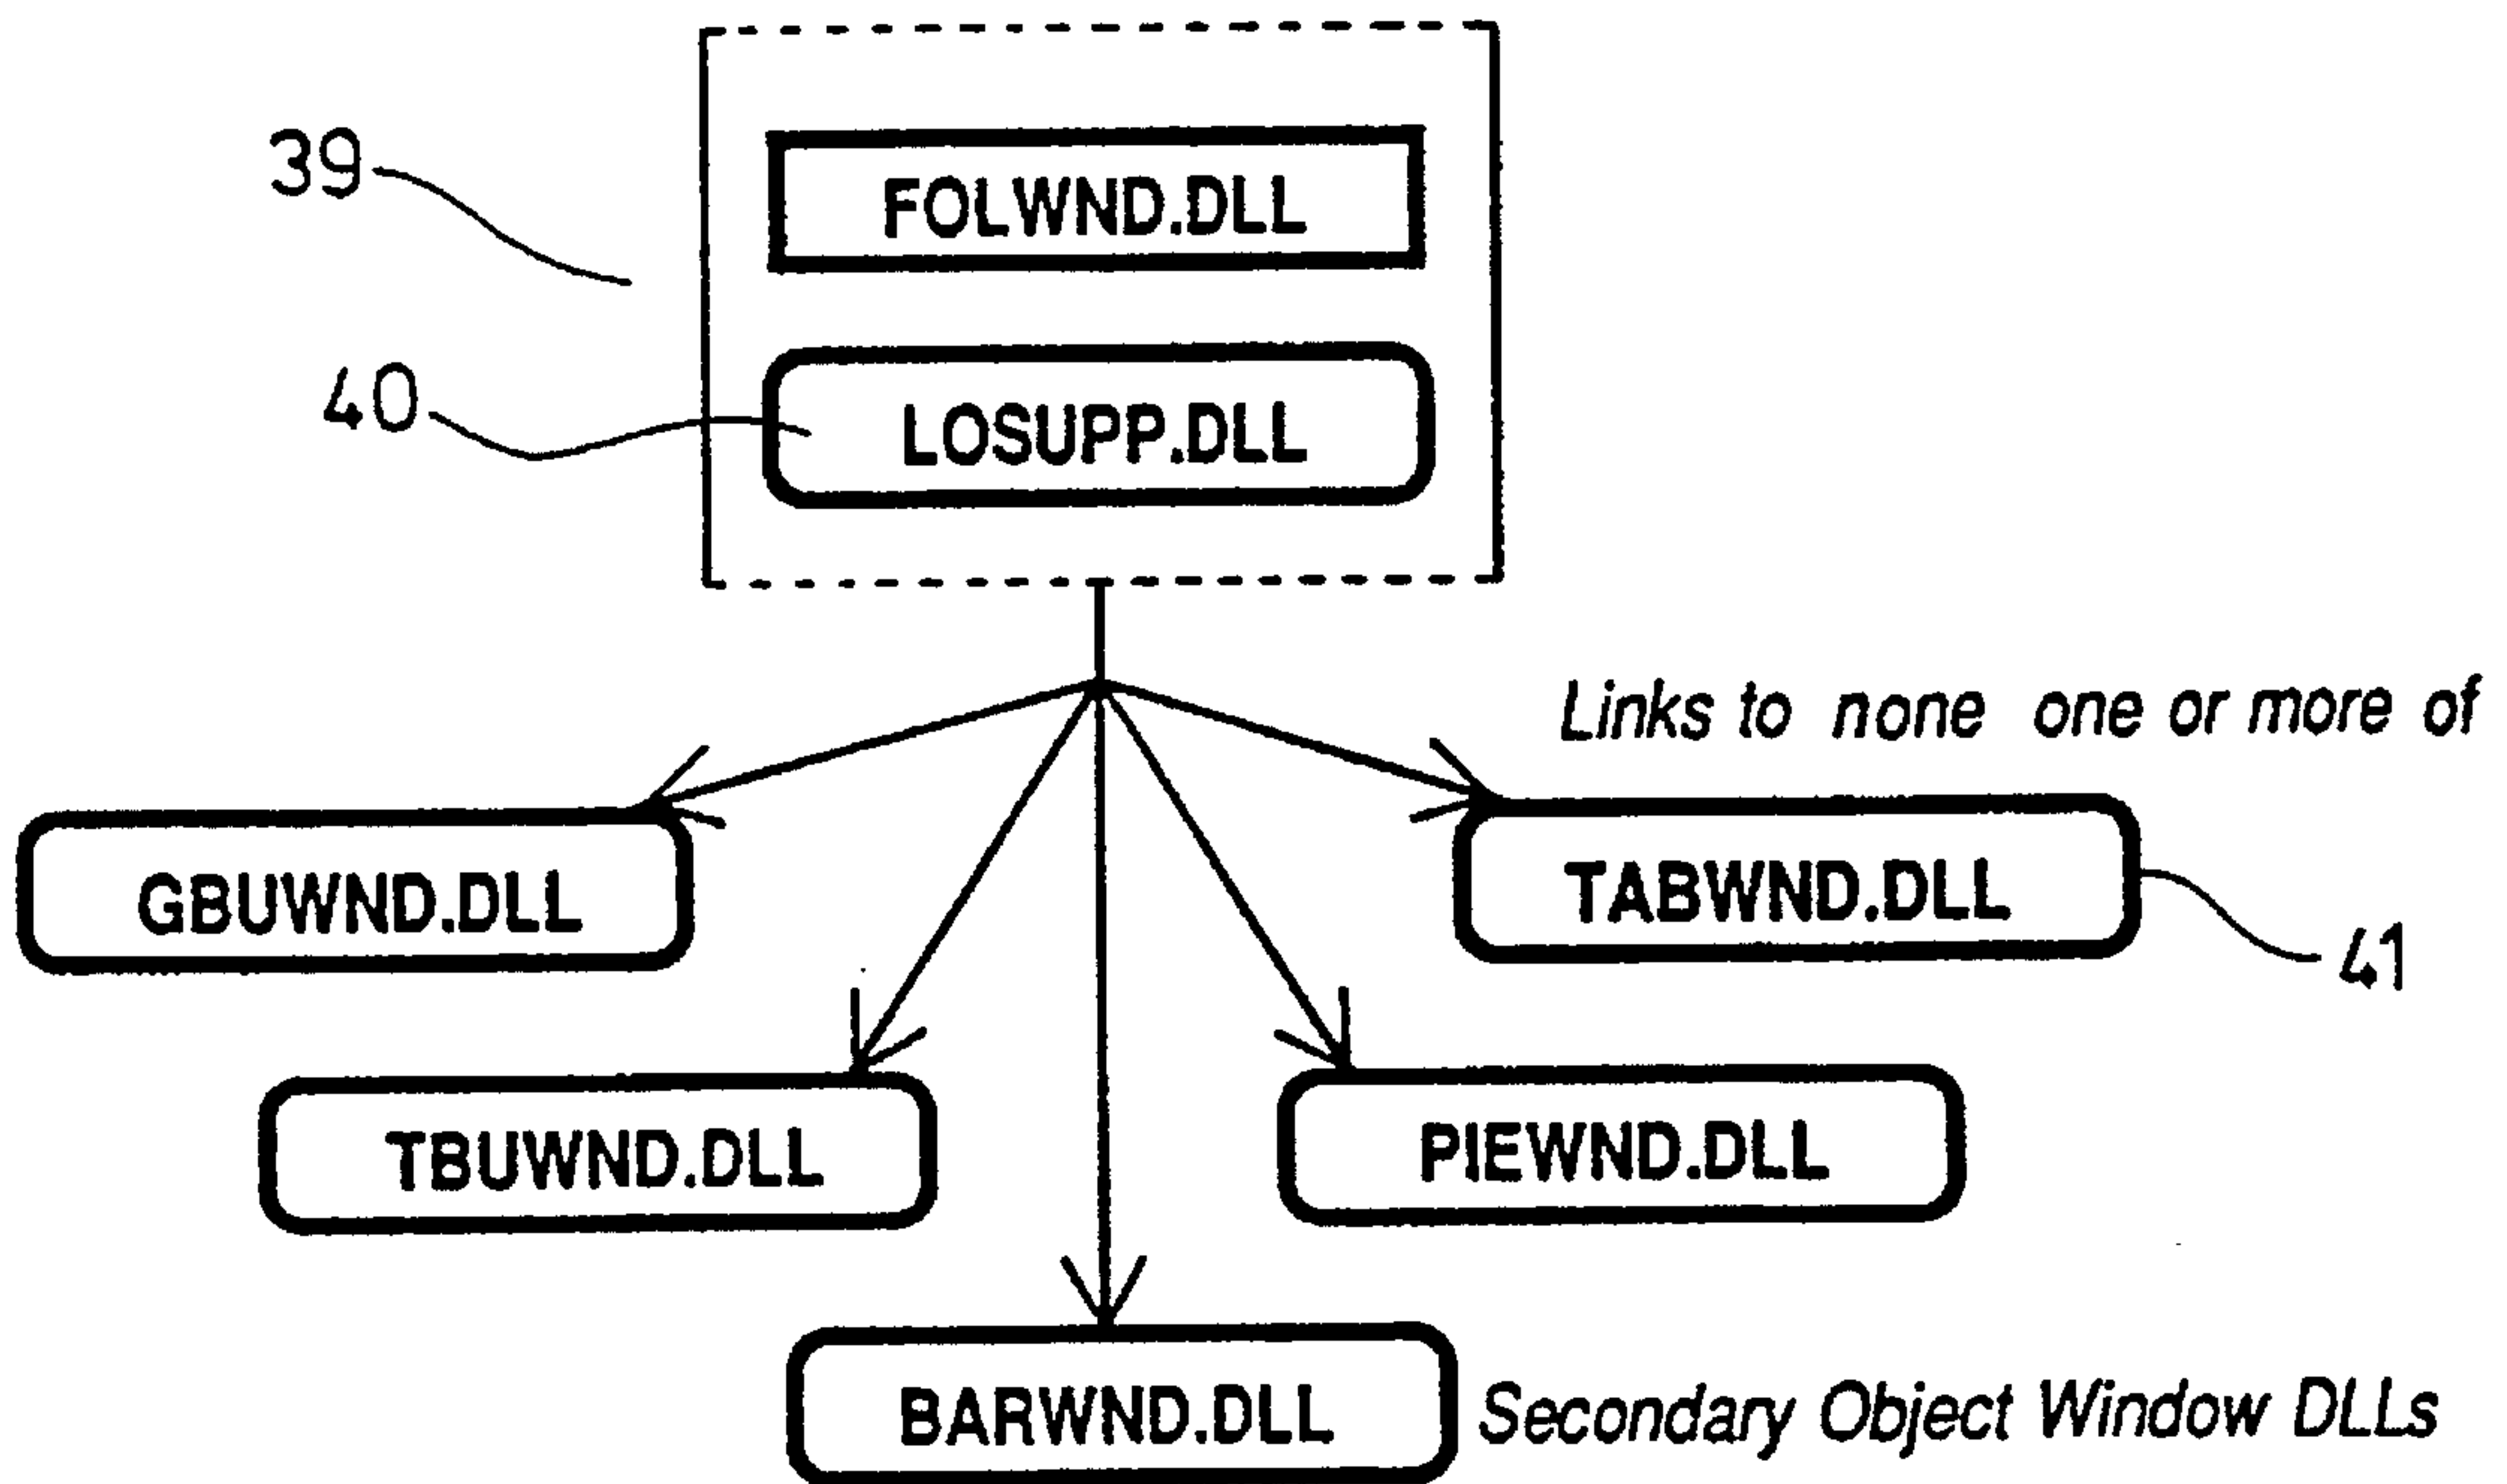 39
FOLWND.DLL
40
LOSUPP.DLL
Links to none one or more of
GBUWND.DLL
TABWND.DLL
41
TBUWND.DLL
PIEWND.DLL
BARWND.DLL
Secondary Object Window DLLs